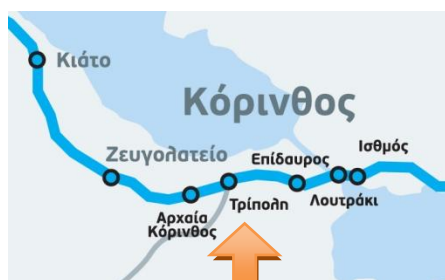 Κιάτο
Κόρινθος
Ζευγολατείο
Επίδαυρος
Ισθμός
Αρχαία
Κόρινθος
Τρίπολη
Λουτράκι